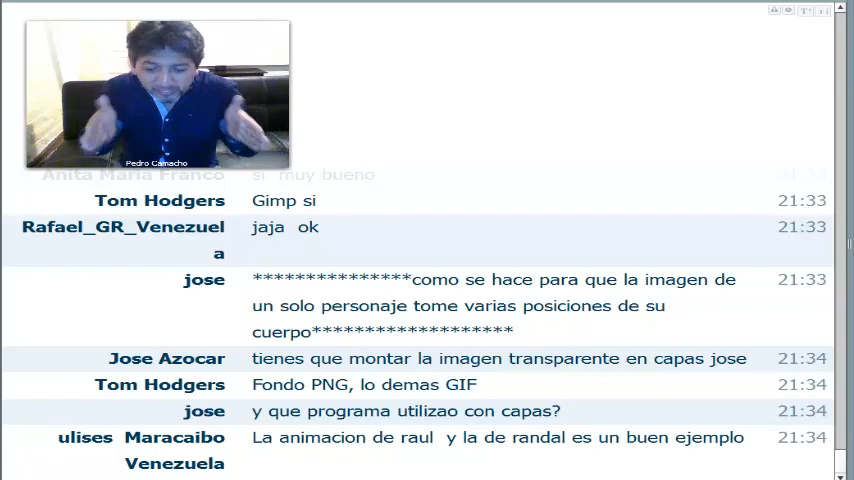 Pedro Camacho
Anita Maria Franco si muy bueno 21:33
Tom Hodgers Gimp si 21:33
Rafael_GR_Venezuel jaja ok 21:33
a
jose ***************como se hace para que la imagen de 21:33
un solo personaje tome varias posiciones de su
cuerpo*******************
Jose Azocar tienes que montar la imagen transparente en capas jose 21:34
Tom Hodgers Fondo PNG, lo demas GIF 21:34
jose y que programa utilizao con capas? 21:34
ulises Maracaibo La animacion de raul y la de randal es un buen ejemplo 21:34
Venezuela